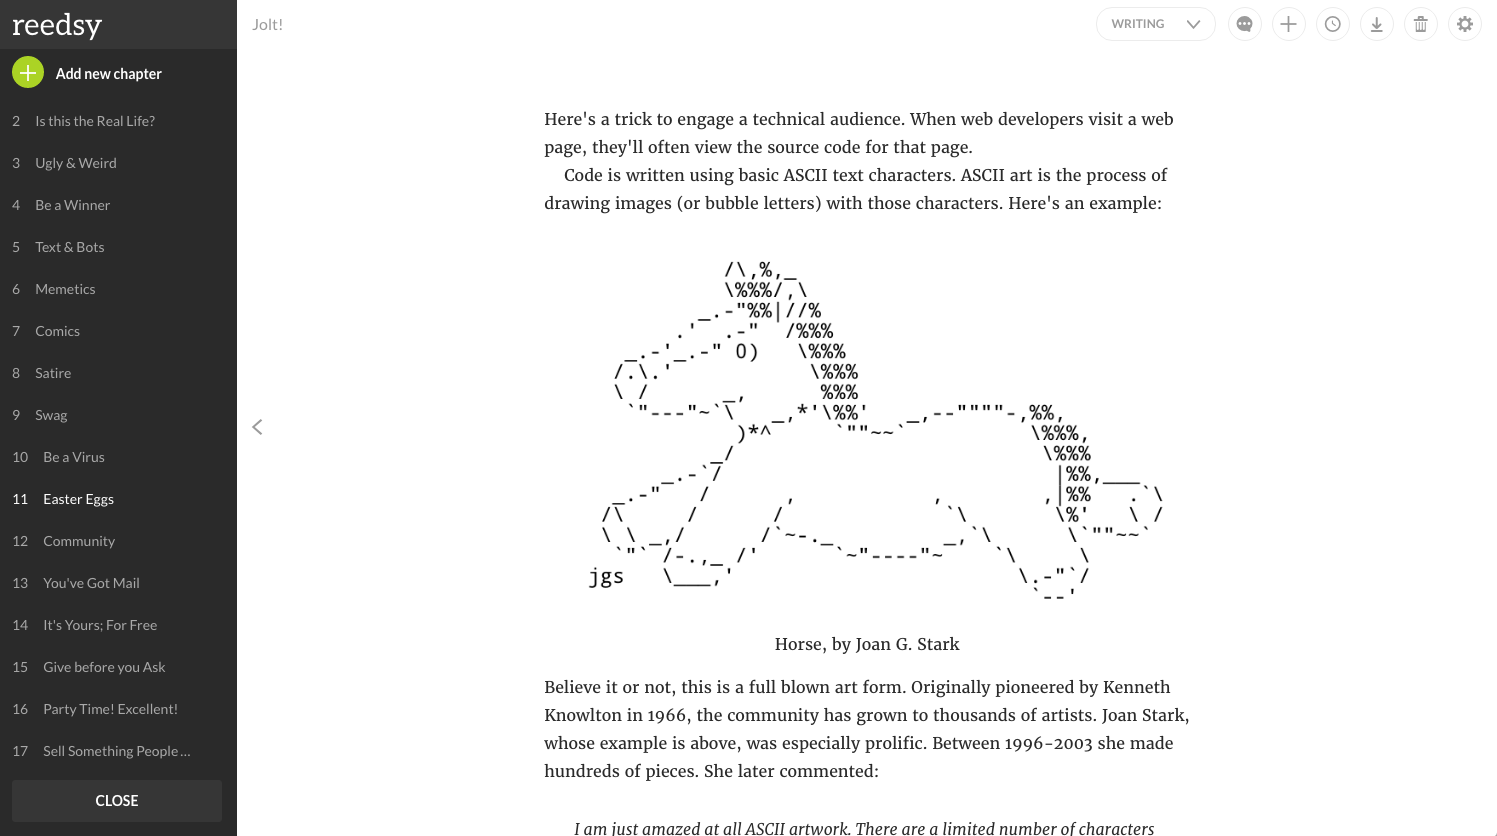 reedsy
Jolt!
WRITING
Add new chapter
2 Is this the Real Life?
3 Ugly & Weird
4 Be a Winner
5 Text & Bots
6 Memetics
7 Comics
8 Satire
9 Swag
10 Be a Virus
11 Easter Eggs
12 Community
13 You've Got Mail
14 It's Yours; For Free
15 Give before you Ask
16 Party Time! Excellent!
17 Sell Something People ...
CLOSE
Here's a trick to engage a technical audience. When web developers visit a web
page, they'll often view the source code for that page.
Code is written using basic ASCII text characters. ASCII art is the process of
drawing images (or bubble letters) with those characters. Here's an example:
jgs
Horse, by Joan G. Stark
Believe it or not, this is a full blown art form. Originally pioneered by Kenneth
Knowlton in 1966, the community has grown to thousands of artists. Joan Stark,
whose example is above, was especially prolific. Between 1996-2003 she made
hundreds of pieces. She later commented:
I am just amazed at all ASCII artwork. There are a limited number of characters